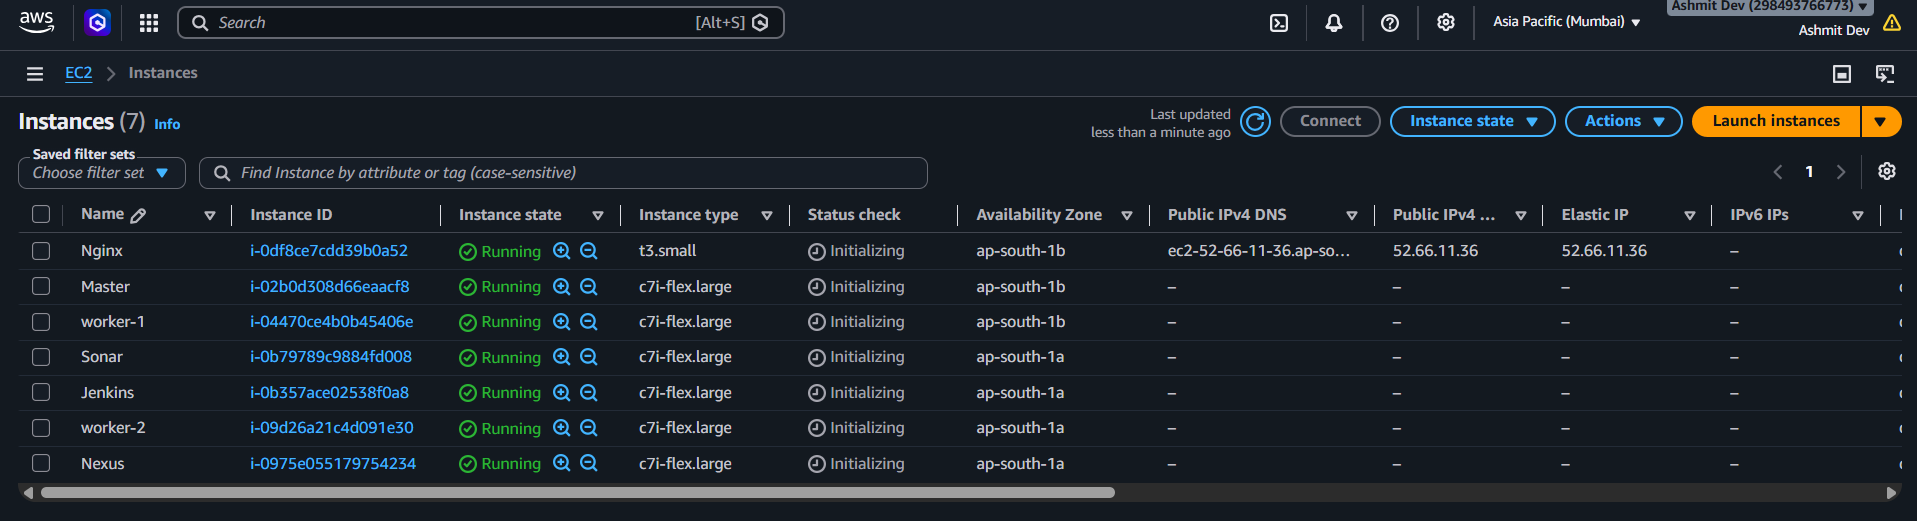 aws Search [Alt+S] Asia Pacific (Mumbai) Ashmit Dev (298493766773)
Ashmit Dev
EC2 Instances
Instances (7) Info Last updated less than a minute ago Connect Instance state Actions Launch instances
Saved filter sets
Choose filter set Find Instance by attribute or tag (case-sensitive) 1
Name Instance ID Instance state Instance type Status check Availability Zone Public IPv4 DNS Public IPv4 ... Elastic IP IPv6 IPs
Nginx i-0df8ce7cdd39b0a52 Running t3.small Initializing ap-south-1b ec2-52-66-11-36.ap-so... 52.66.11.36 52.66.11.36 –
Master i-02b0d308d66eaacf8 Running c7i-flex.large Initializing ap-south-1b – – – –
worker-1 i-04470ce4b0b45406e Running c7i-flex.large Initializing ap-south-1b – – – –
Sonar i-0b79789c9884fd008 Running c7i-flex.large Initializing ap-south-1a – – – –
Jenkins i-0b357ace02538f0a8 Running c7i-flex.large Initializing ap-south-1a – – – –
worker-2 i-09d26a21c4d091e30 Running c7i-flex.large Initializing ap-south-1a – – – –
Nexus i-0975e055179754234 Running c7i-flex.large Initializing ap-south-1a – – – –